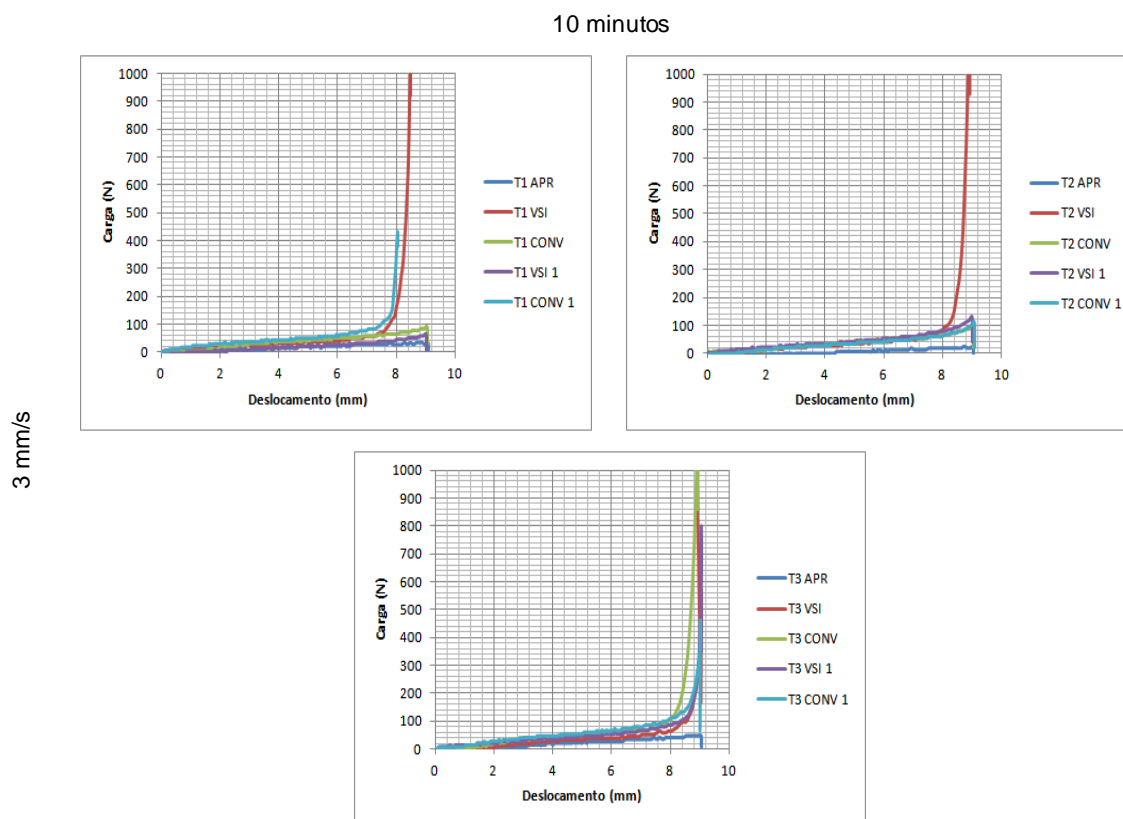 10 minutos
3 mm/s
Carga (N)
1000
900
800
700
600
500
400
300
200
100
0
0 2 4 6 8 10
Deslocamento (mm)
T1 APR
T1 VSI
T1 CONV
T1 VSI 1
T1 CONV 1
Carga (N)
1000
900
800
700
600
500
400
300
200
100
0
0 2 4 6 8 10
Deslocamento (mm)
T2 APR
T2 VSI
T2 CONV
T2 VSI 1
T2 CONV 1
Carga (N)
1000
900
800
700
600
500
400
300
200
100
0
0 2 4 6 8 10
Deslocamento (mm)
T3 APR
T3 VSI
T3 CONV
T3 VSI 1
T3 CONV 1